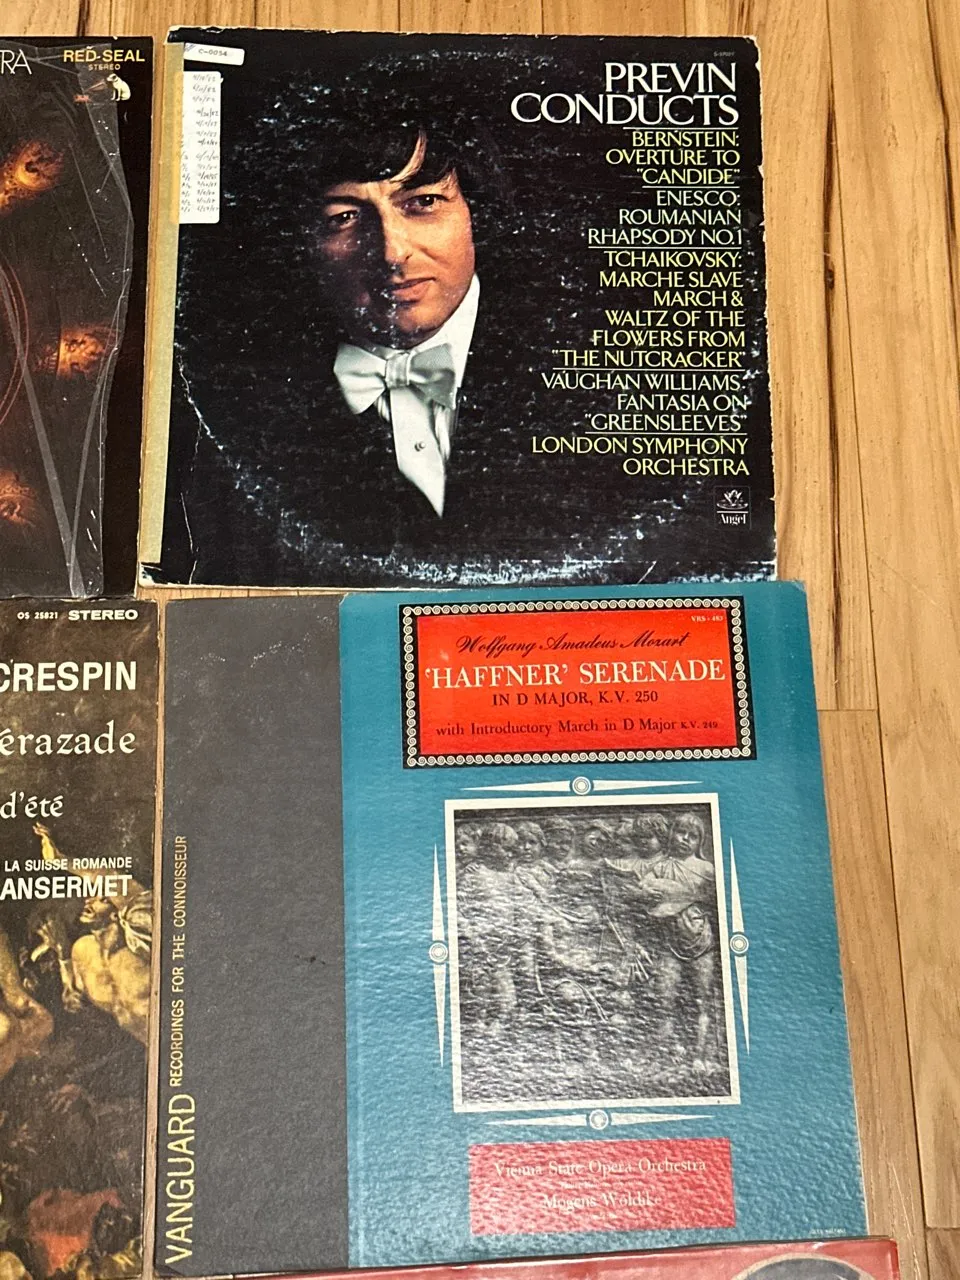 RA
RED-SEAL
STEREO
C-0054
PREVIN
CONDUCTS
BERNSTEIN:
OVERTURE TO
"CANDIDE"
ENESCO:
ROUMANIAN
RHAPSODY NO.1
TCHAIKOVSKY:
MARCHE SLAVE
MARCH &
WALTZ OF THE
FLOWERS FROM
"THE NUTCRACKER"
VAUGHAN WILLIAMS:
FANTASIA ON
"GREENSLEEVES"
LONDON SYMPHONY
ORCHESTRA
Angel
OS 25821 STEREO
CRESPIN
érazade
d'été
LA SUISSE ROMANDE
ANSERMET
VRS-483
Wolfgang Amadeus Mozart
'HAFFNER' SERENADE
IN D MAJOR, K.V. 250
with Introductory March in D Major K.V. 249
VANGUARD RECORDINGS FOR THE CONNOISSEUR
Vienna State Opera Orchestra
Mogens Wöldike